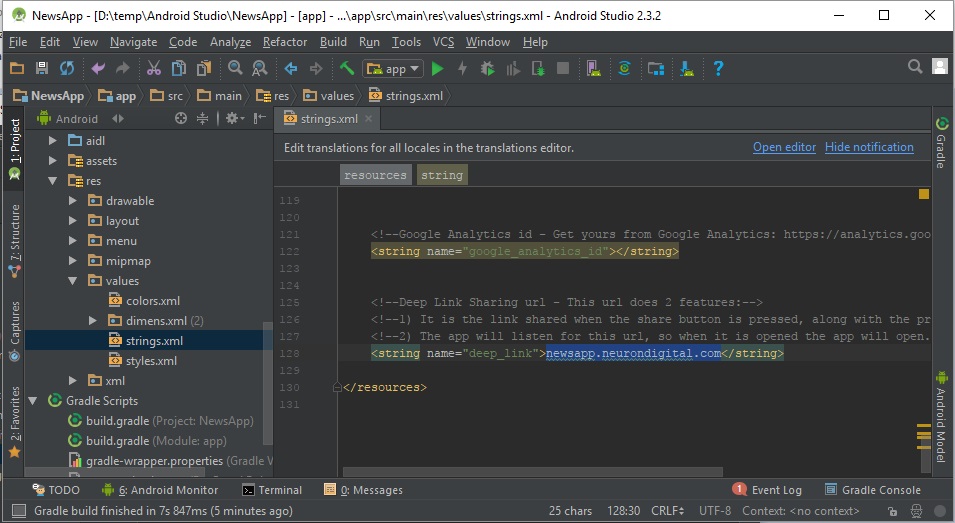 NewsApp - [D:\temp\Android Studio\NewsApp] - [app] - ...\app\src\main\res\values\strings.xml - Android Studio 2.3.2
File Edit View Navigate Code Analyze Refactor Build Run Tools VCS Window Help
app
NewsApp app src main res values strings.xml
Android
strings.xml
1: Project
7: Structure
Captures
2: Favorites
aidl
assets
res
drawable
layout
menu
mipmap
values
colors.xml
dimens.xml (2)
strings.xml
styles.xml
xml
Gradle Scripts
build.gradle (Project: NewsApp)
build.gradle (Module: app)
gradle-wrapper.properties (Gradle V
Edit translations for all locales in the translations editor. Open editor Hide notification
resources string
119
120
121 <!--Google Analytics id - Get yours from Google Analytics: https://analytics.goo
122 <string name="google_analytics_id"></string>
123
124
125 <!--Deep Link Sharing url - This url does 2 features:-->
126 <!--1) It is the link shared when the share button is pressed, along with the pr
127 <!--2) The app will listen for this url, so when it is opened the app will open.
128 <string name="deep_link">newsapp.neurondigital.com</string>
129
130 </resources>
131
Gradle
Android Model
TODO 6: Android Monitor Terminal 0: Messages 1 Event Log Gradle Console
Gradle build finished in 7s 847ms (5 minutes ago) 25 chars 128:30 CRLF UTF-8 Context: <no context>